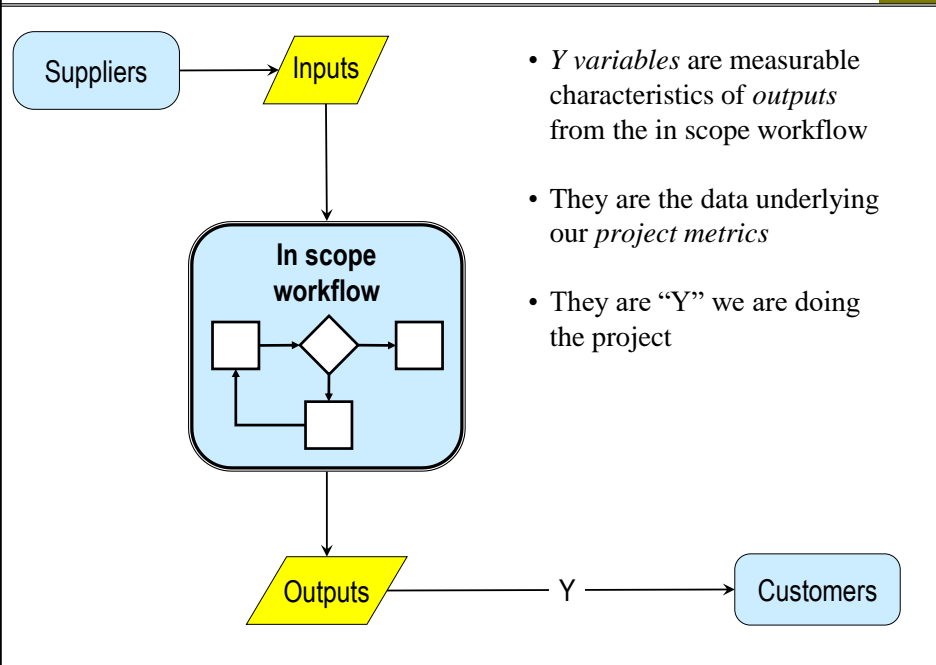 Suppliers
Inputs
• Y variables are measurable
characteristics of outputs
from the in scope workflow
• They are the data underlying
our project metrics
• They are “Y” we are doing
the project
In scope
workflow
Outputs
Y
Customers